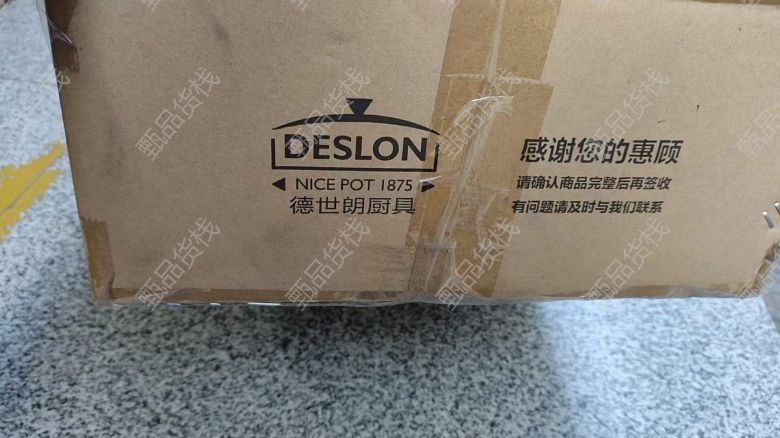 DESLON
NICE POT 1875
德世朗厨具
感谢您的惠顾
请确认商品完整后再签收
有问题请及时与我们联系
甄品货栈